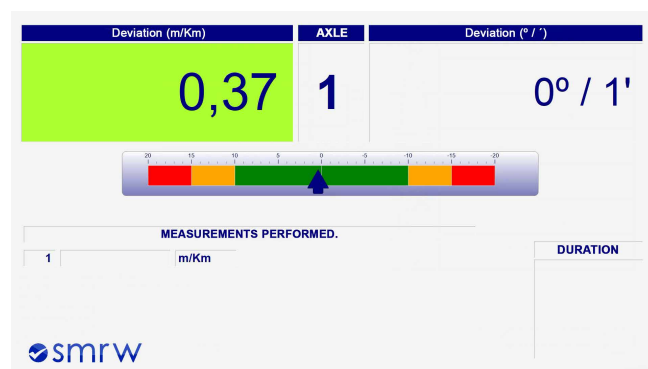 Deviation (m/Km) AXLE Deviation (º / ´)
0,37 1 0º / 1'
20 15 10 5 0 -5 -10 -15 -20
MEASUREMENTS PERFORMED.
DURATION
1 m/Km
smrw